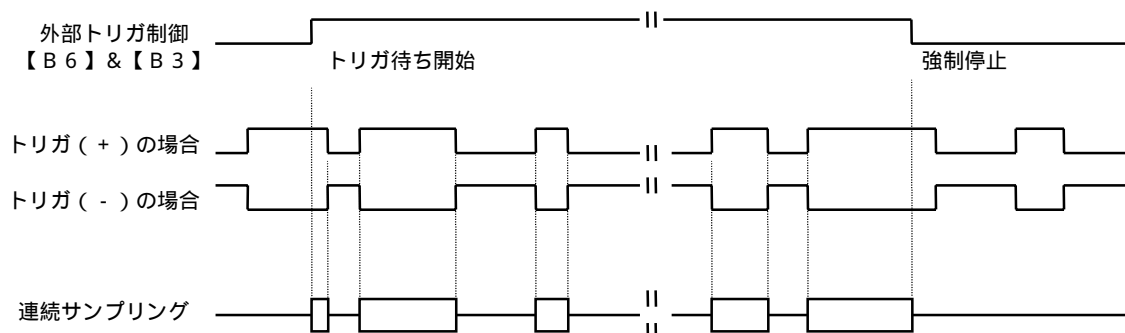 外部トリガ制御
【Ｂ６】&【Ｂ３】
トリガ待ち開始
強制停止
トリガ（＋）の場合
トリガ（－）の場合
連続サンプリング